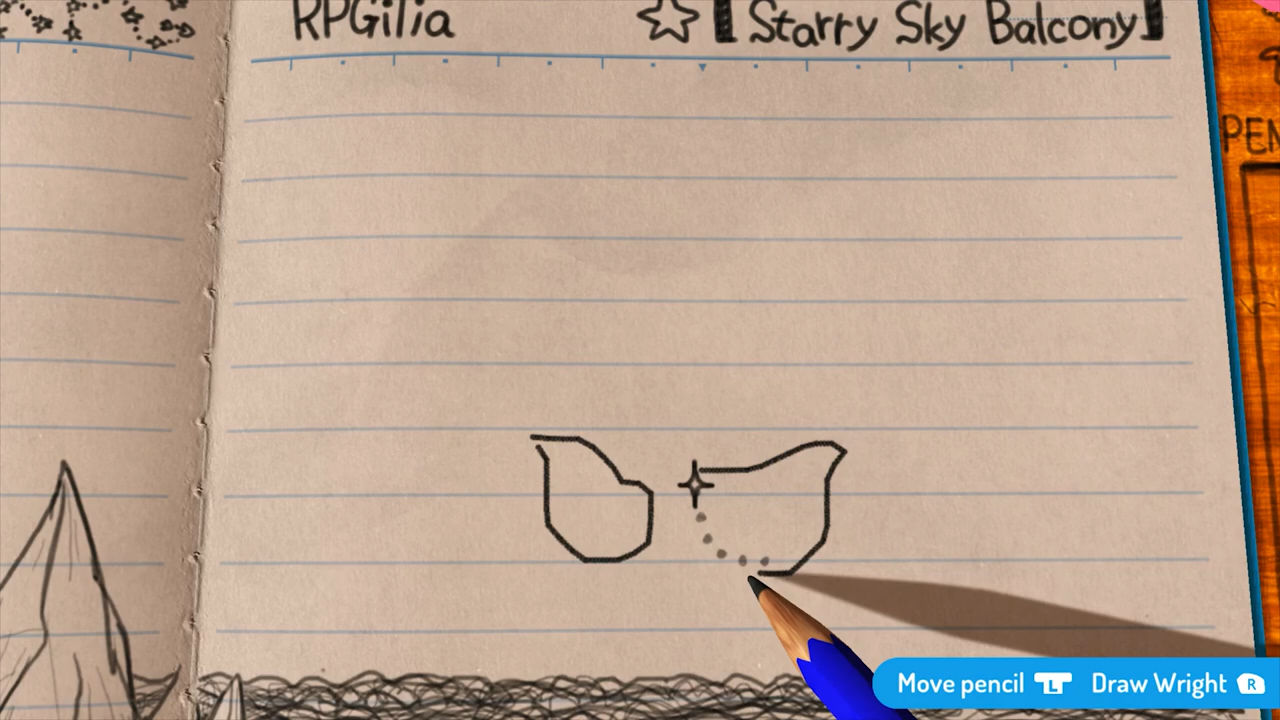 RPGilia
☆【Starry Sky Balcony】
PEN
Move pencil L Draw Wright R